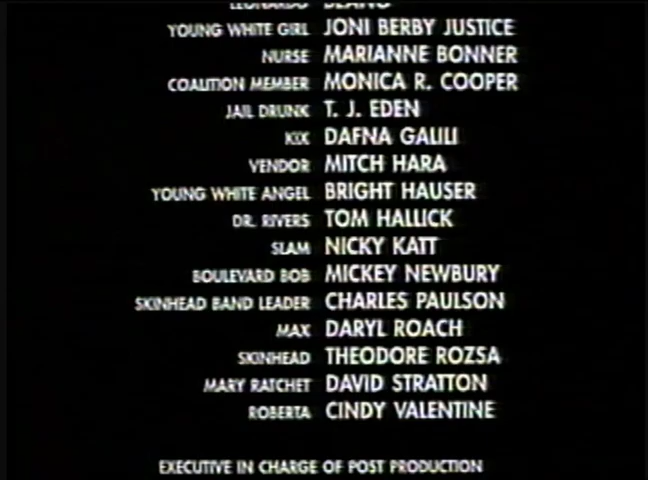 LEONARDO BLANO
YOUNG WHITE GIRL JONI BERBY JUSTICE
NURSE MARIANNE BONNER
COALITION MEMBER MONICA R. COOPER
JAIL DRUNK T. J. EDEN
KIX DAFNA GALILI
VENDOR MITCH HARA
YOUNG WHITE ANGEL BRIGHT HAUSER
DR. RIVERS TOM HALLICK
SLAM NICKY KATT
BOULEVARD BOB MICKEY NEWBURY
SKINHEAD BAND LEADER CHARLES PAULSON
MAX DARYL ROACH
SKINHEAD THEODORE ROZSA
MARY RATCHET DAVID STRATTON
ROBERTA CINDY VALENTINE
EXECUTIVE IN CHARGE OF POST PRODUCTION